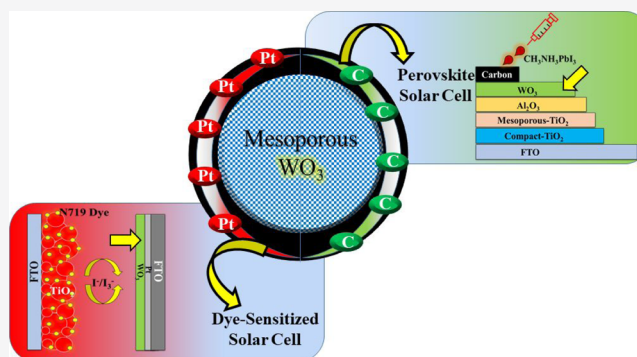 Pt
Pt
Pt
Pt
Pt
C
C
C
C
C
Mesoporous
WO₃
Perovskite
Solar Cell
CH₃NH₃PbI₃
Carbon
WO₃
Al₂O₃
Mesoporous-TiO₂
Compact-TiO₂
FTO
N719 Dye
FTO
TiO₂
I⁻/I₃⁻
WO₃
Pt
FTO
Dye-Sensitized
Solar Cell